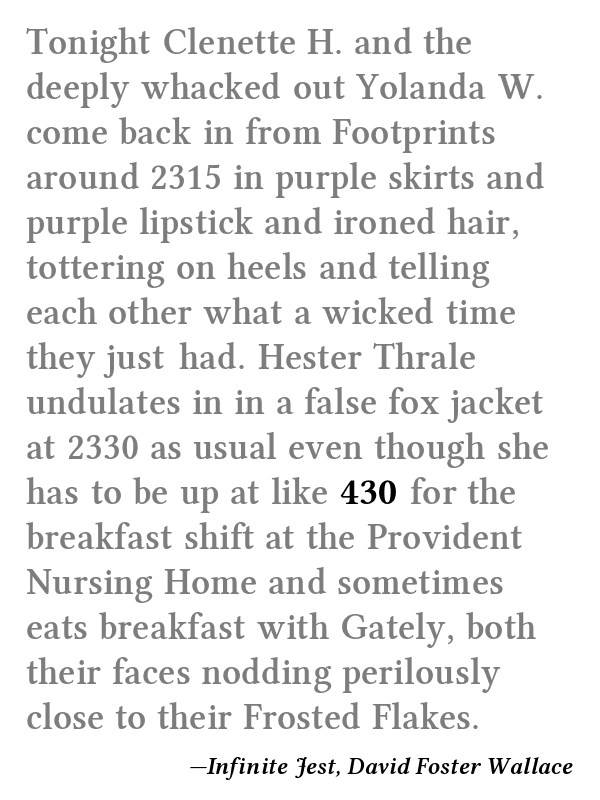 Tonight Clenette H. and the
deeply whacked out Yolanda W.
come back in from Footprints
around 2315 in purple skirts and
purple lipstick and ironed hair,
tottering on heels and telling
each other what a wicked time
they just had. Hester Thrale
undulates in in a false fox jacket
at 2330 as usual even though she
has to be up at like 430 for the
breakfast shift at the Provident
Nursing Home and sometimes
eats breakfast with Gately, both
their faces nodding perilously
close to their Frosted Flakes.
—Infinite Jest, David Foster Wallace